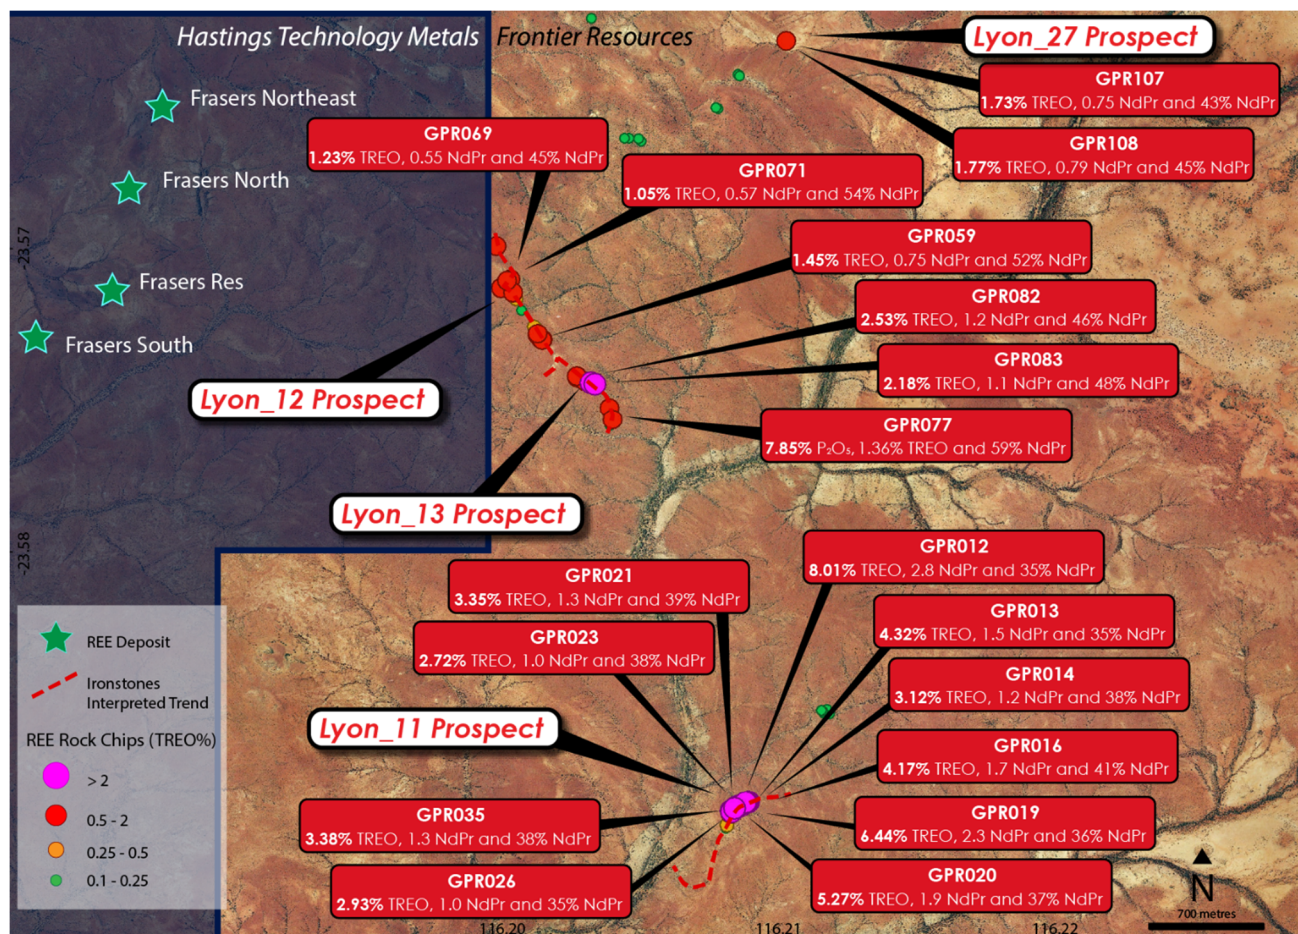 Hastings Technology Metals
Frontier Resources
Lyon_27 Prospect
GPR107
1.73% TREO, 0.75 NdPr and 43% NdPr
GPR108
1.77% TREO, 0.79 NdPr and 45% NdPr
Frasers Northeast
GPR069
1.23% TREO, 0.55 NdPr and 45% NdPr
GPR071
1.05% TREO, 0.57 NdPr and 54% NdPr
Frasers North
GPR059
1.45% TREO, 0.75 NdPr and 52% NdPr
-23.57
Frasers Res
GPR082
2.53% TREO, 1.2 NdPr and 46% NdPr
Frasers South
GPR083
2.18% TREO, 1.1 NdPr and 48% NdPr
Lyon_12 Prospect
GPR077
7.85% P₂O₅, 1.36% TREO and 59% NdPr
Lyon_13 Prospect
-23.58
GPR012
8.01% TREO, 2.8 NdPr and 35% NdPr
GPR021
3.35% TREO, 1.3 NdPr and 39% NdPr
GPR013
4.32% TREO, 1.5 NdPr and 35% NdPr
GPR023
2.72% TREO, 1.0 NdPr and 38% NdPr
GPR014
3.12% TREO, 1.2 NdPr and 38% NdPr
Lyon_11 Prospect
GPR016
4.17% TREO, 1.7 NdPr and 41% NdPr
GPR035
3.38% TREO, 1.3 NdPr and 38% NdPr
GPR019
6.44% TREO, 2.3 NdPr and 36% NdPr
GPR026
2.93% TREO, 1.0 NdPr and 35% NdPr
GPR020
5.27% TREO, 1.9 NdPr and 37% NdPr
REE Deposit
Ironstones
Interpreted Trend
REE Rock Chips (TREO%)
> 2
0.5 - 2
0.25 - 0.5
0.1 - 0.25
N
700 metres
116.20
116.21
116.22